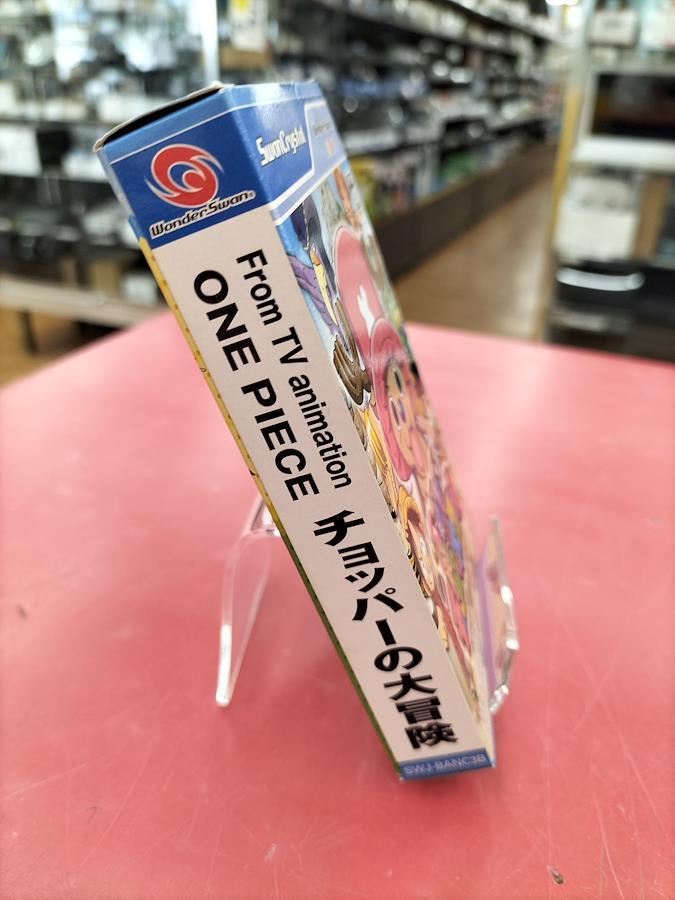 WonderSwan®
SwanCrystal
From TV animation
ONE PIECE チョッパーの大冒険
SWJ-BANC3B